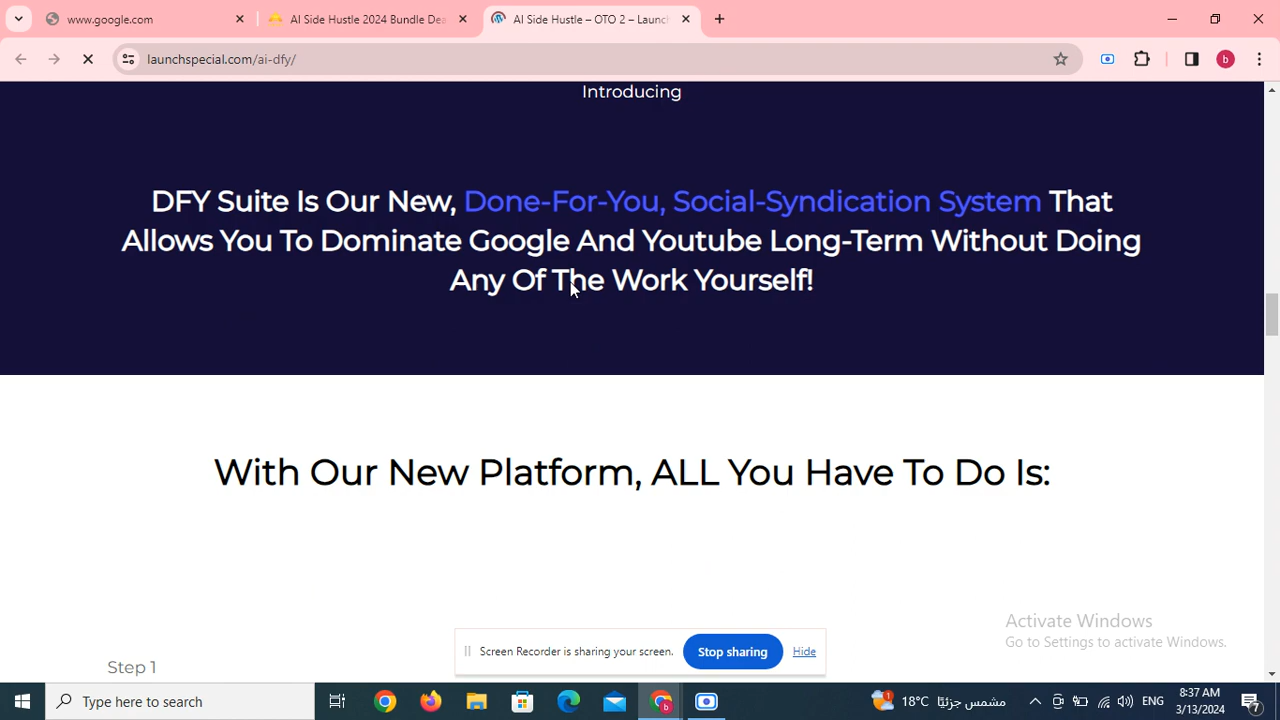 www.google.com
AI Side Hustle 2024 Bundle Dea
AI Side Hustle – OTO 2 – Launch
launchspecial.com/ai-dfy/
b
Introducing
DFY Suite Is Our New, Done-For-You, Social-Syndication System That
Allows You To Dominate Google And Youtube Long-Term Without Doing
Any Of The Work Yourself!
With Our New Platform, ALL You Have To Do Is:
Activate Windows
Go to Settings to activate Windows.
Screen Recorder is sharing your screen.
Stop sharing
Hide
Step 1
Type here to search
b
1
18°C
مشمس جزئيًا
ENG
8:37 AM
3/13/2024
7